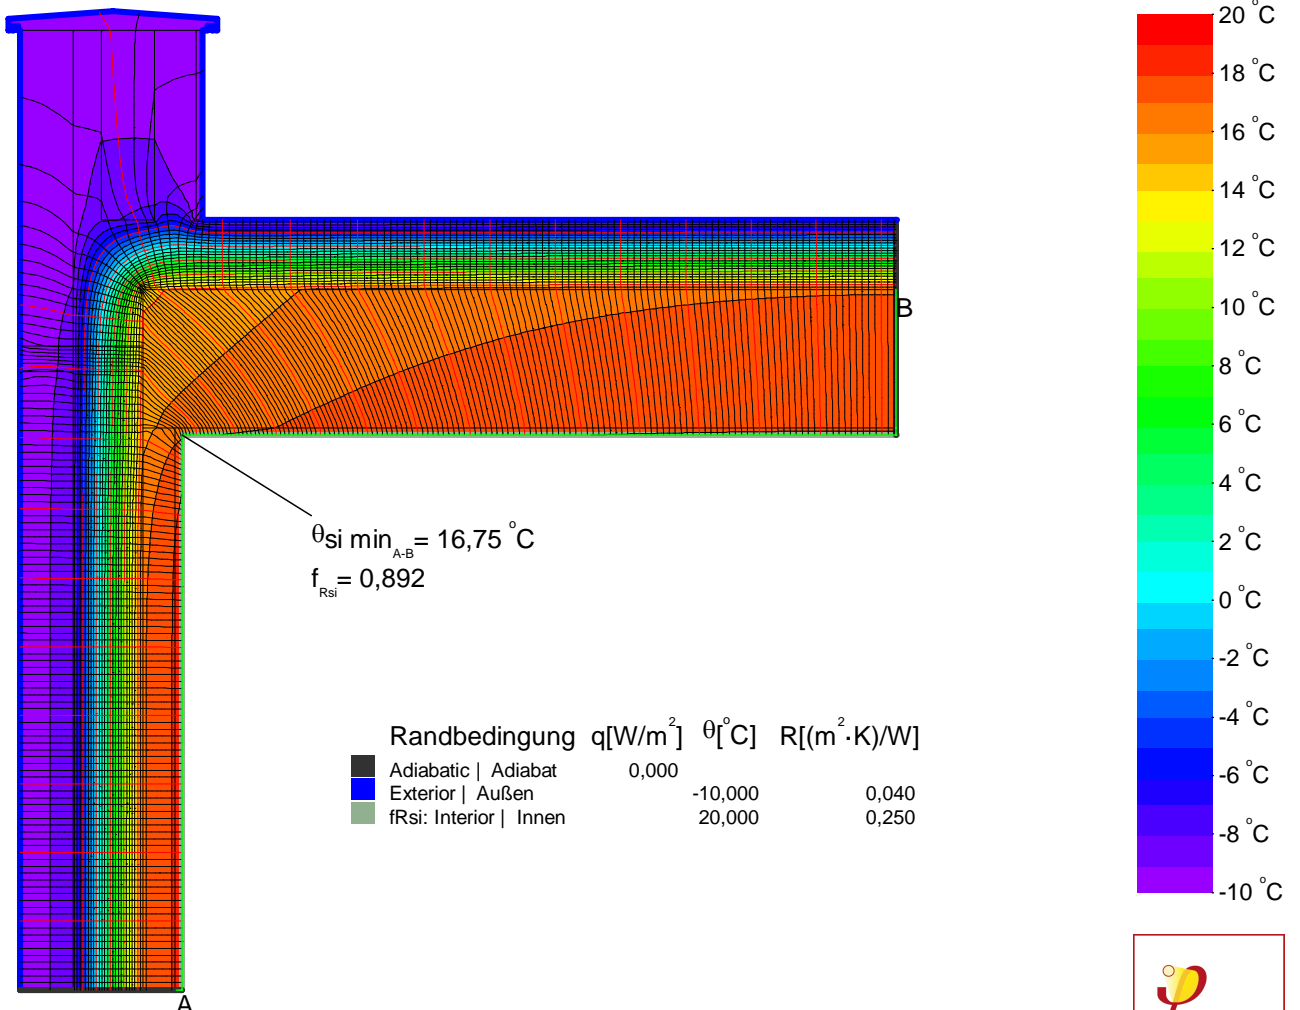 20 °C
18 °C
16 °C
14 °C
12 °C
10 °C
8 °C
6 °C
4 °C
2 °C
0 °C
-2 °C
-4 °C
-6 °C
-8 °C
-10 °C
B
θsi min A-B= 16,75 °C
fRsi= 0,892
Randbedingung q[W/m²] θ[°C] R[(m²·K)/W]
Adiabatic | Adiabat 0,000
Exterior | Außen -10,000 0,040
fRsi: Interior | Innen 20,000 0,250
A